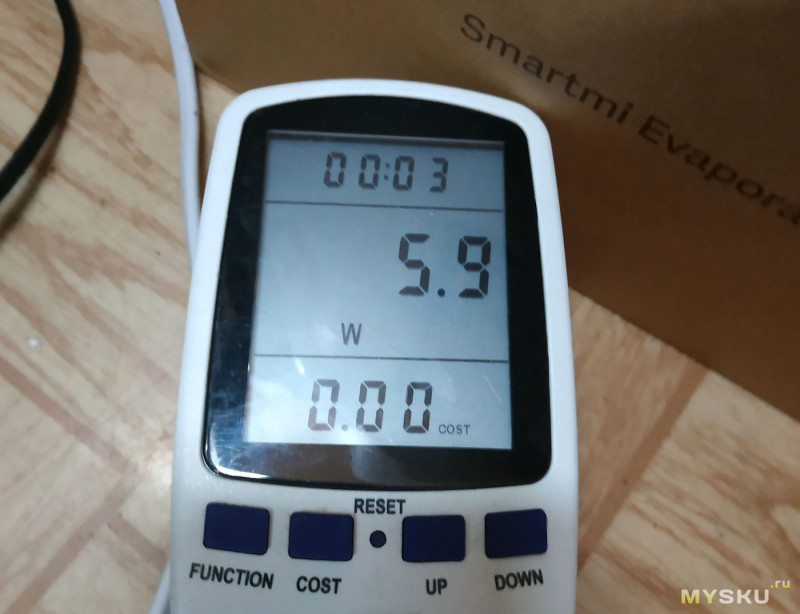 Smartmi Evapora
00:03
5.9
W
0.00 COST
RESET
FUNCTION COST UP DOWN
MYSKU.ru